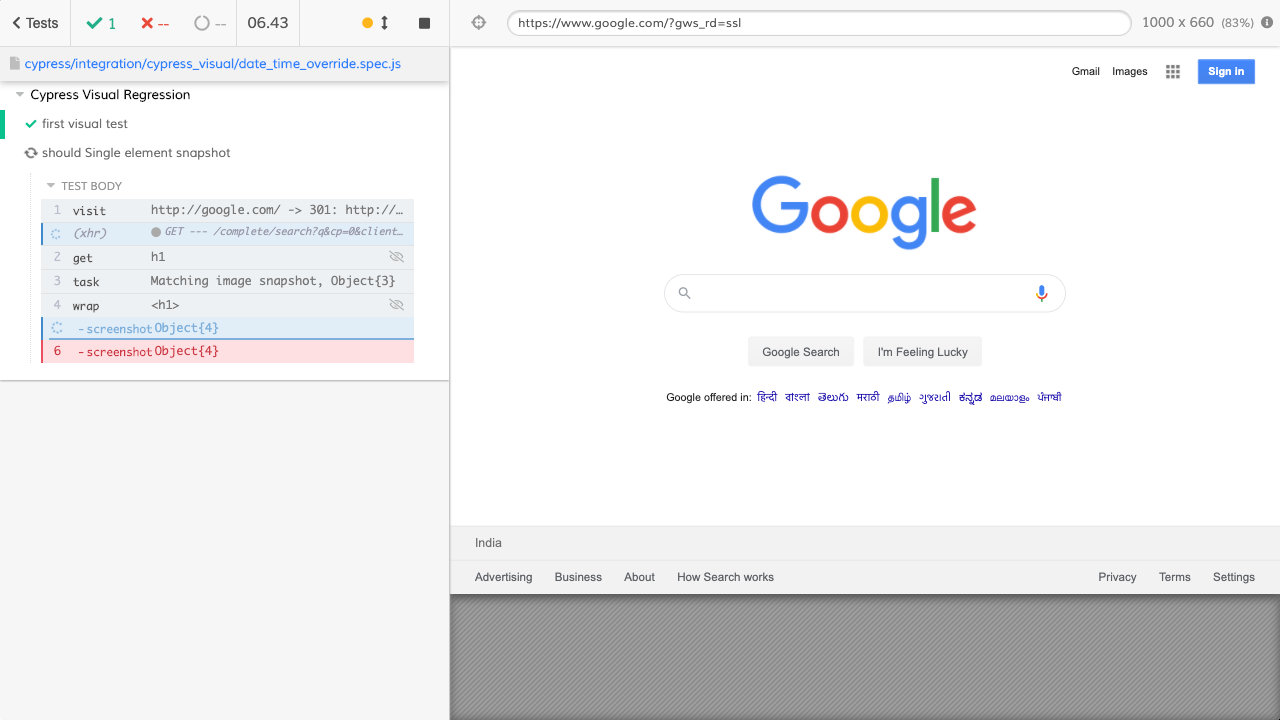 Tests 1 -- -- 06.43
cypress/integration/cypress_visual/date_time_override.spec.js
Cypress Visual Regression
first visual test
should Single element snapshot
TEST BODY
1 visit http://google.com/ -> 301: http://…
(xhr) GET --- /complete/search?q&cp=0&client…
2 get h1
3 task Matching image snapshot, Object{3}
4 wrap <h1>
-screenshot Object{4}
6 -screenshot Object{4}
https://www.google.com/?gws_rd=ssl 1000 x 660 (83%)
Gmail Images Sign In
Google
Google Search I'm Feeling Lucky
Google offered in: हिन्दी বাংলা తెలుగు मराठी தமிழ் ગુજરાતી ಕನ್ನಡ മലയാളം ਪੰਜਾਬੀ
India
Advertising Business About How Search works Privacy Terms Settings